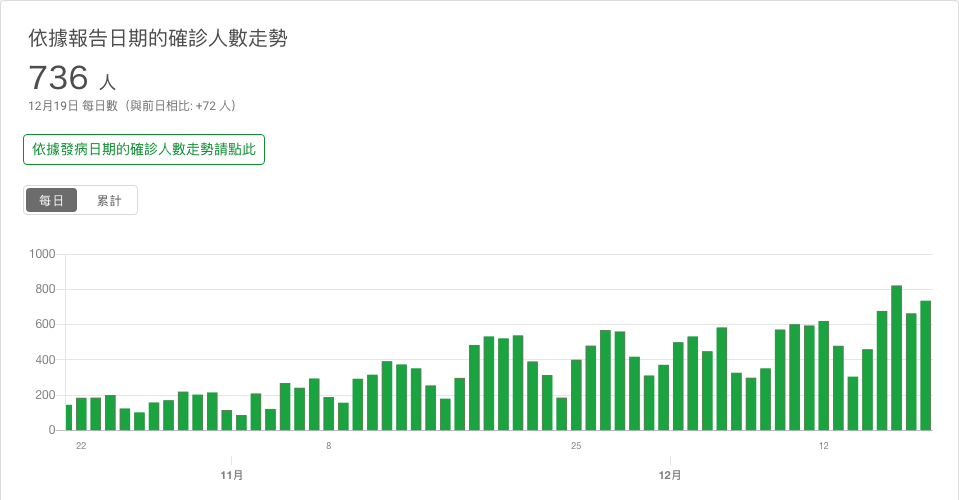 依據報告日期的確診人數走勢
736 人
12月19日 每日數（與前日相比: +72 人）
依據發病日期的確診人數走勢請點此
每日 累計
1000
800
600
400
200
0
22 8 25 12
11月 12月